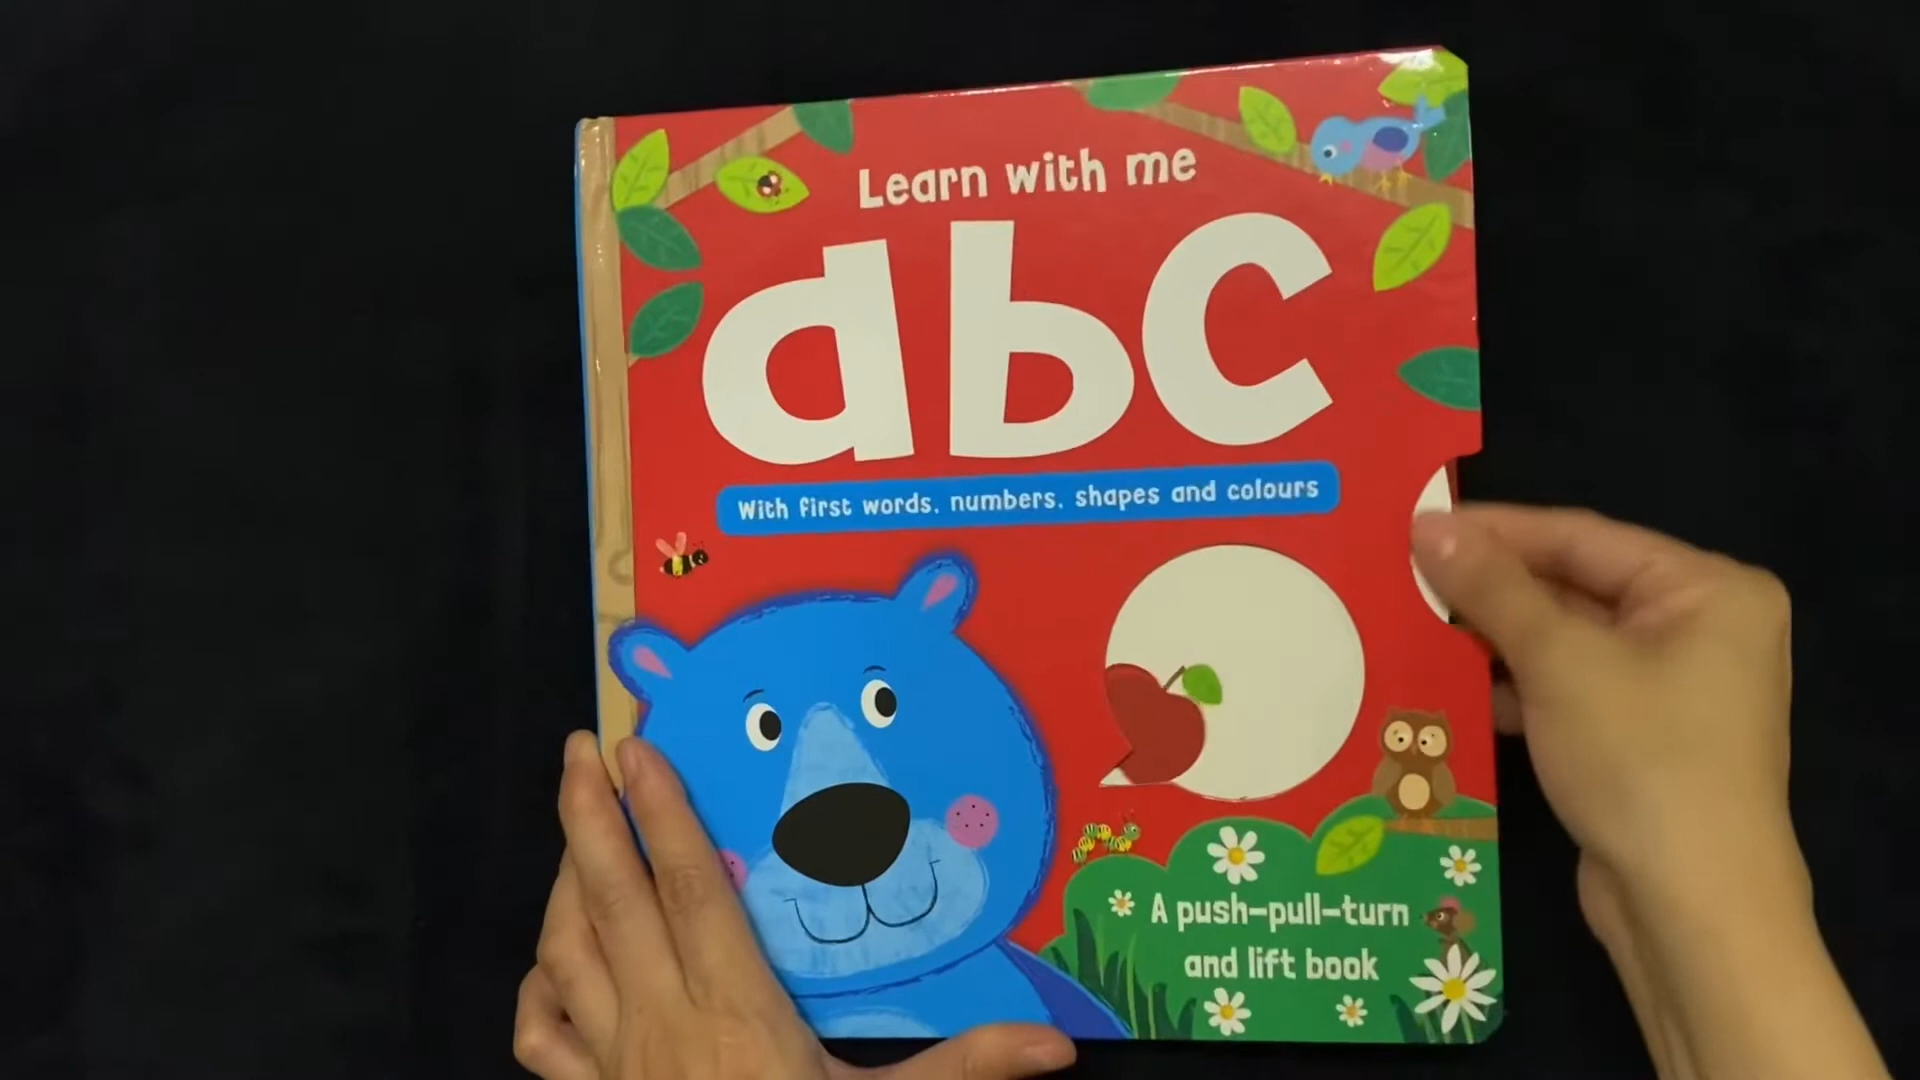 Learn with me
abc
With first words, numbers, shapes and colours
A push-pull-turn
and lift book